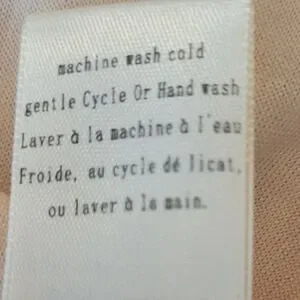 machine wash cold
gentle Cycle Or Hand wash
Laver à la machine à l'eau
Froide, au cycle dé licat,
ou laver à la main.